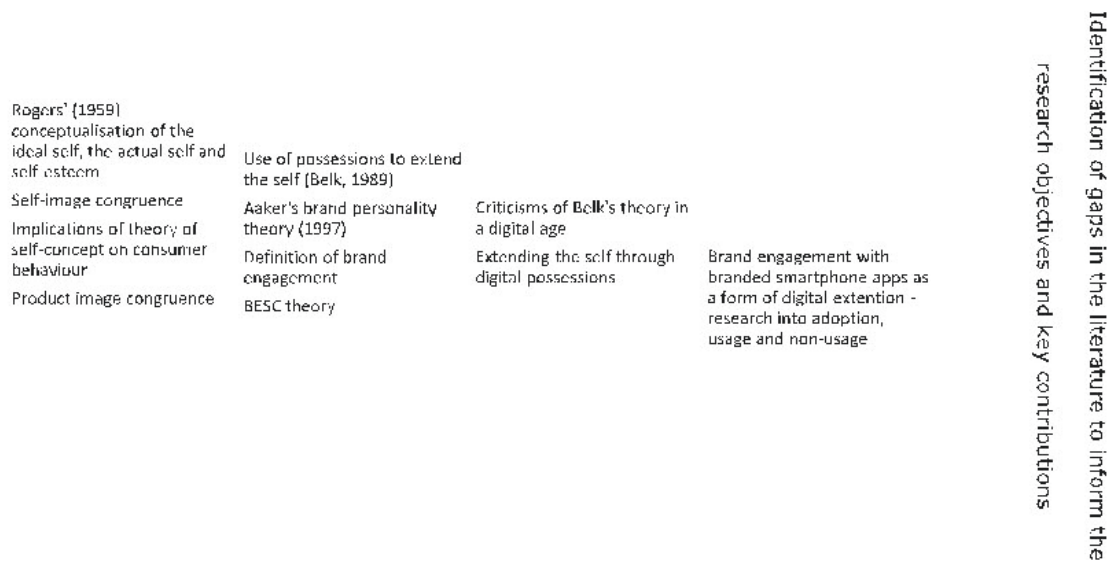 Rogers' (1959)
conceptualisation of the
ideal self, the actual self and
self esteem
Self-image congruence
Implications of theory of
self-concept on consumer
behaviour
Product image congruence
Use of possessions to extend
the self (Belk, 1989)
Aaker's brand personality
theory (1997)
Definition of brand
engagement
BESC theory
Criticisms of Belk's theory in
a digital age
Extending the self through
digital possessions
Brand engagement with
branded smartphone apps as
a form of digital extention -
research into adoption,
usage and non-usage
Identification of gaps in the literature to inform the
research objectives and key contributions